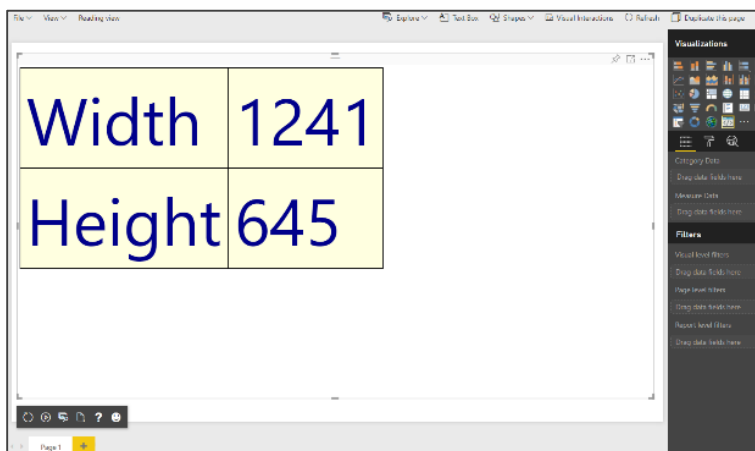 File View Reading view Explore Text Box Shapes Visual Interactions Refresh Duplicate this page
Visualizations
Width 1241
Height 645
Category Data
Drag data fields here
Measure Data
Drag data fields here
Filters
Visual level filters
Drag data fields here
Page level filters
Drag data fields here
Report level filters
Drag data fields here
?
Page 1 +